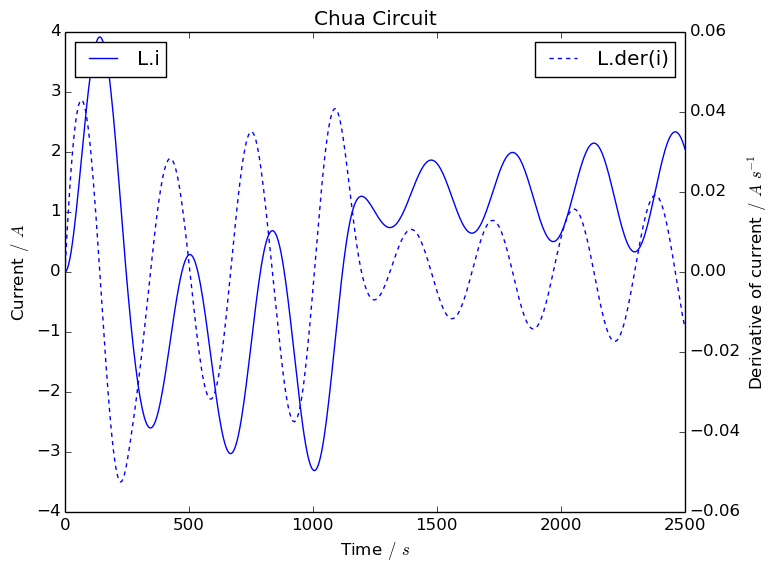 Chua Circuit
L.i
L.der(i)
4
3
2
1
0
−1
−2
−3
−4
Current / A
0.06
0.04
0.02
0.00
−0.02
−0.04
−0.06
Derivative of current / A s⁻¹
0 500 1000 1500 2000 2500
Time / s